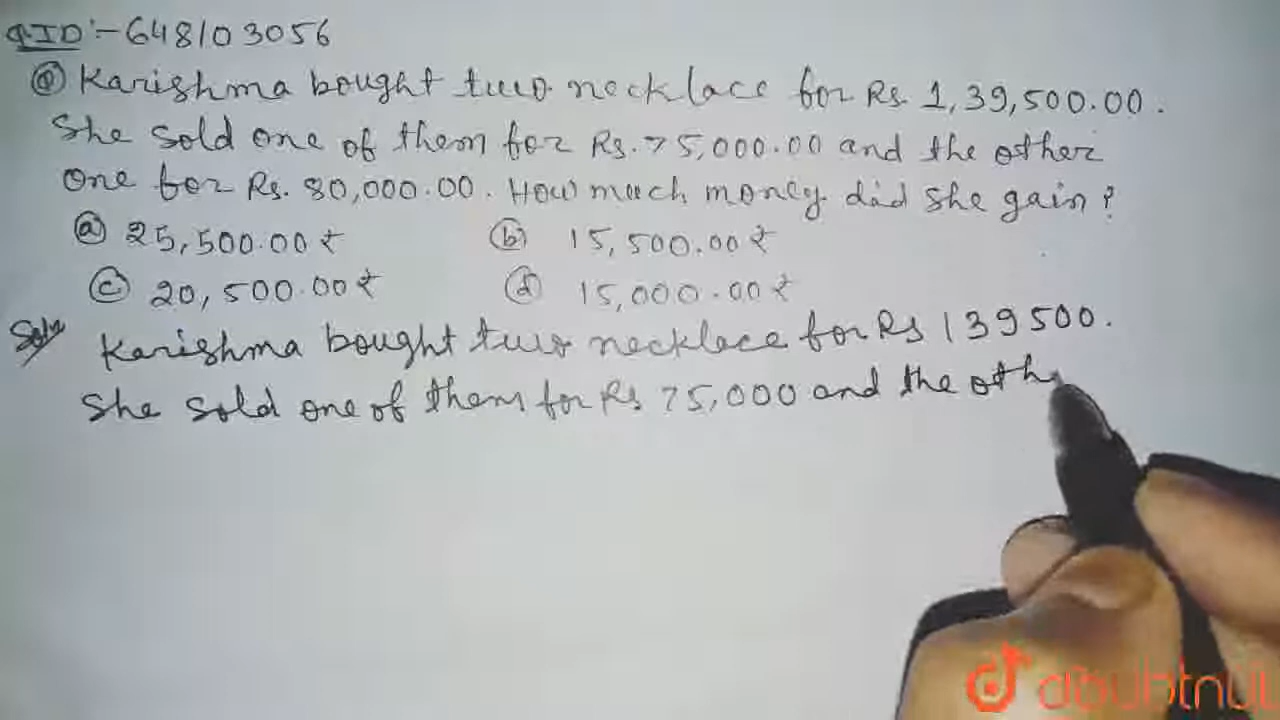 QID:-648103056
Q Karishma bought two necklace for Rs. 1,39,500.00.
She sold one of them for Rs. 75,000.00 and the other
one for Rs. 80,000.00. How much money did she gain?
a 25,500.00₹ b 15,500.00₹
c 20,500.00₹ d 15,000.00₹
Soln Karishma bought two necklace for Rs 139500.
She sold one of them for Rs 75,000 and the oth
doubtnut